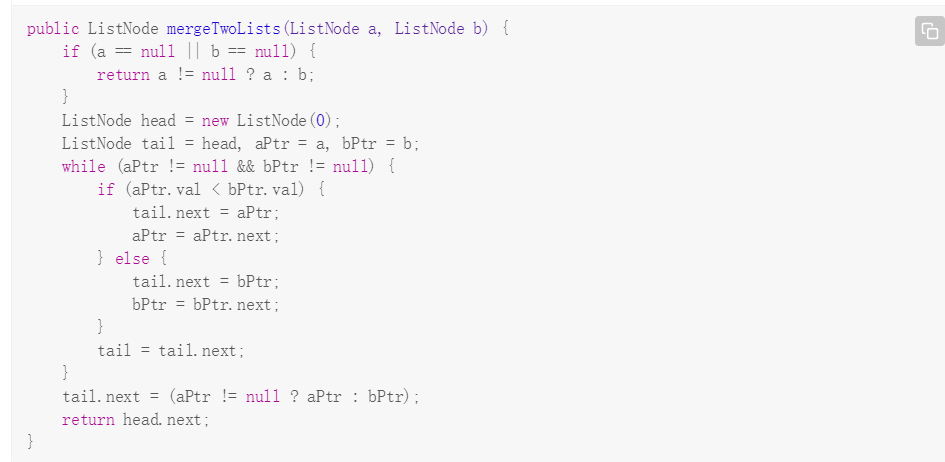 public ListNode mergeTwoLists(ListNode a, ListNode b) {
    if (a == null || b == null) {
        return a != null ? a : b;
    }
    ListNode head = new ListNode(0);
    ListNode tail = head, aPtr = a, bPtr = b;
    while (aPtr != null && bPtr != null) {
        if (aPtr.val < bPtr.val) {
            tail.next = aPtr;
            aPtr = aPtr.next;
        } else {
            tail.next = bPtr;
            bPtr = bPtr.next;
        }
        tail = tail.next;
    }
    tail.next = (aPtr != null ? aPtr : bPtr);
    return head.next;
}